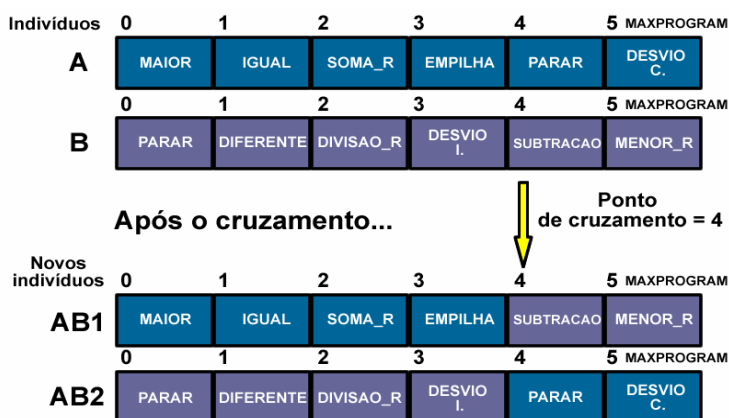 Indivíduos 0 1 2 3 4 5 MAXPROGRAM
A MAIOR IGUAL SOMA_R EMPILHA PARAR DESVIO C.
0 1 2 3 4 5 MAXPROGRAM
B PARAR DIFERENTE DIVISAO_R DESVIO I. SUBTRACAO MENOR_R
Após o cruzamento...
Ponto
de cruzamento = 4
Novos
indivíduos 0 1 2 3 4 5 MAXPROGRAM
AB1 MAIOR IGUAL SOMA_R EMPILHA SUBTRACAO MENOR_R
0 1 2 3 4 5 MAXPROGRAM
AB2 PARAR DIFERENTE DIVISAO_R DESVIO I. PARAR DESVIO C.